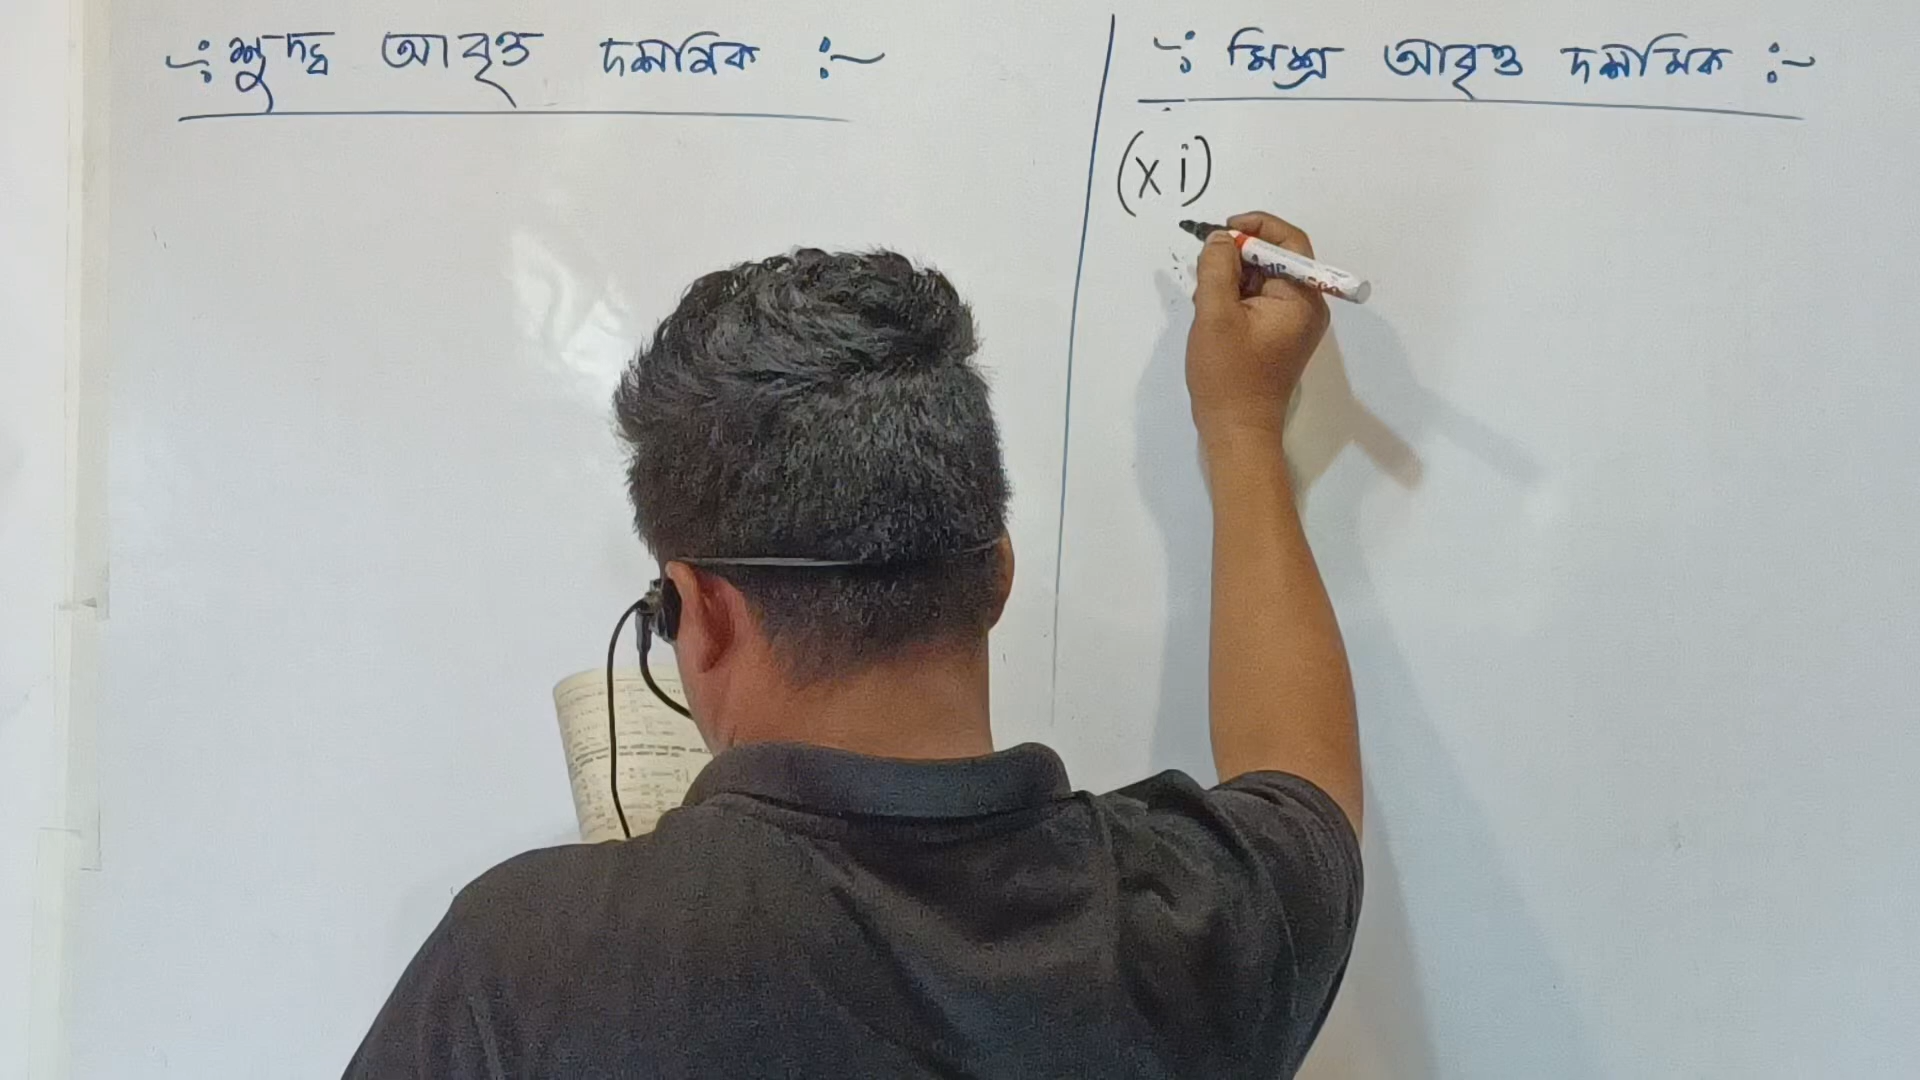 ~: শুদ্ধ আবৃত্ত দশমিক :~
~: মিশ্র আবৃত্ত দশমিক :~
(xi)